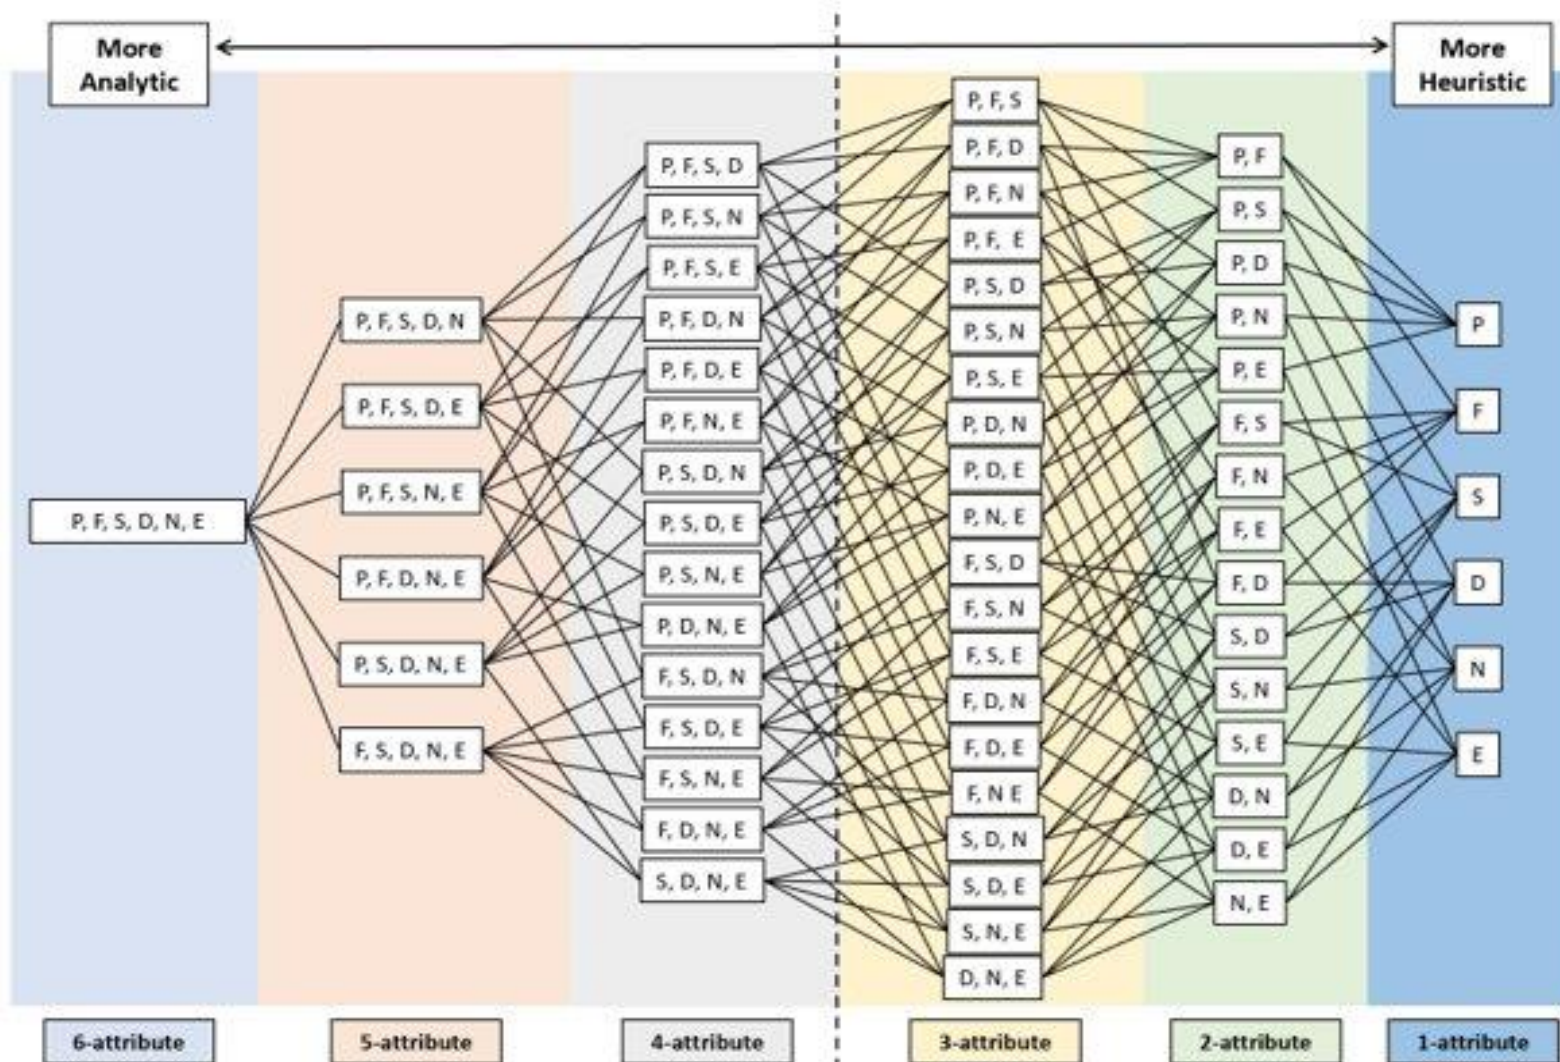 More
Analytic
More
Heuristic
P, F, S, D, N, E
P, F, S, D, N
P, F, S, D, E
P, F, S, N, E
P, F, D, N, E
P, S, D, N, E
F, S, D, N, E
P, F, S, D
P, F, S, N
P, F, S, E
P, F, D, N
P, F, D, E
P, F, N, E
P, S, D, N
P, S, D, E
P, S, N, E
P, D, N, E
F, S, D, N
F, S, D, E
F, S, N, E
F, D, N, E
S, D, N, E
P, F, S
P, F, D
P, F, N
P, F, E
P, S, D
P, S, N
P, S, E
P, D, N
P, D, E
P, N, E
F, S, D
F, S, N
F, S, E
F, D, N
F, D, E
F, N E
S, D, N
S, D, E
S, N, E
D, N, E
P, F
P, S
P, D
P, N
P, E
F, S
F, N
F, E
F, D
S, D
S, N
S, E
D, N
D, E
N, E
P
F
S
D
N
E
6-attribute
5-attribute
4-attribute
3-attribute
2-attribute
1-attribute